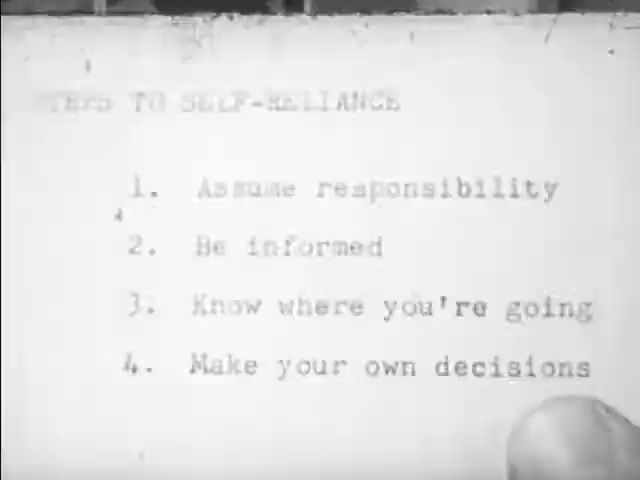 STEPS TO SELF-RELIANCE
1. Assume responsibility
2. Be informed
3. Know where you're going
4. Make your own decisions